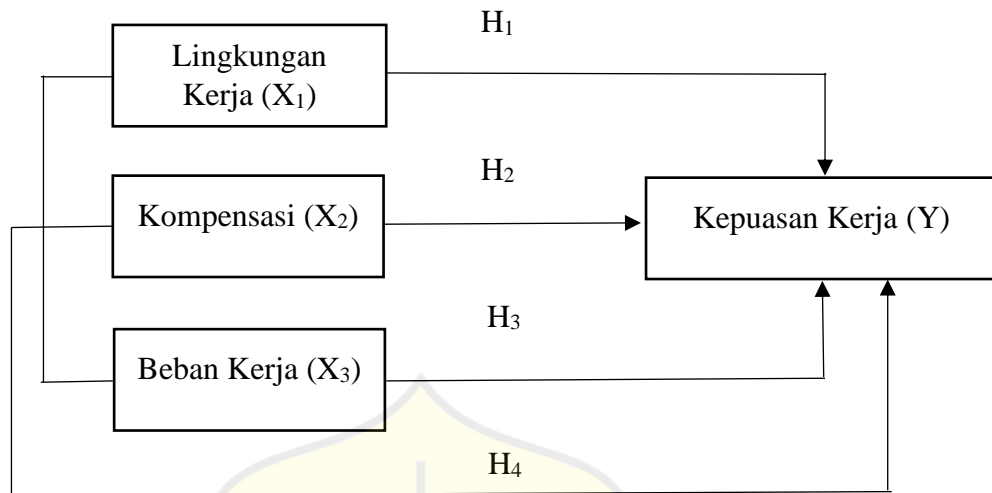 H₁
Lingkungan
Kerja (X₁)
H₂
Kompensasi (X₂)
Kepuasan Kerja (Y)
H₃
Beban Kerja (X₃)
H₄